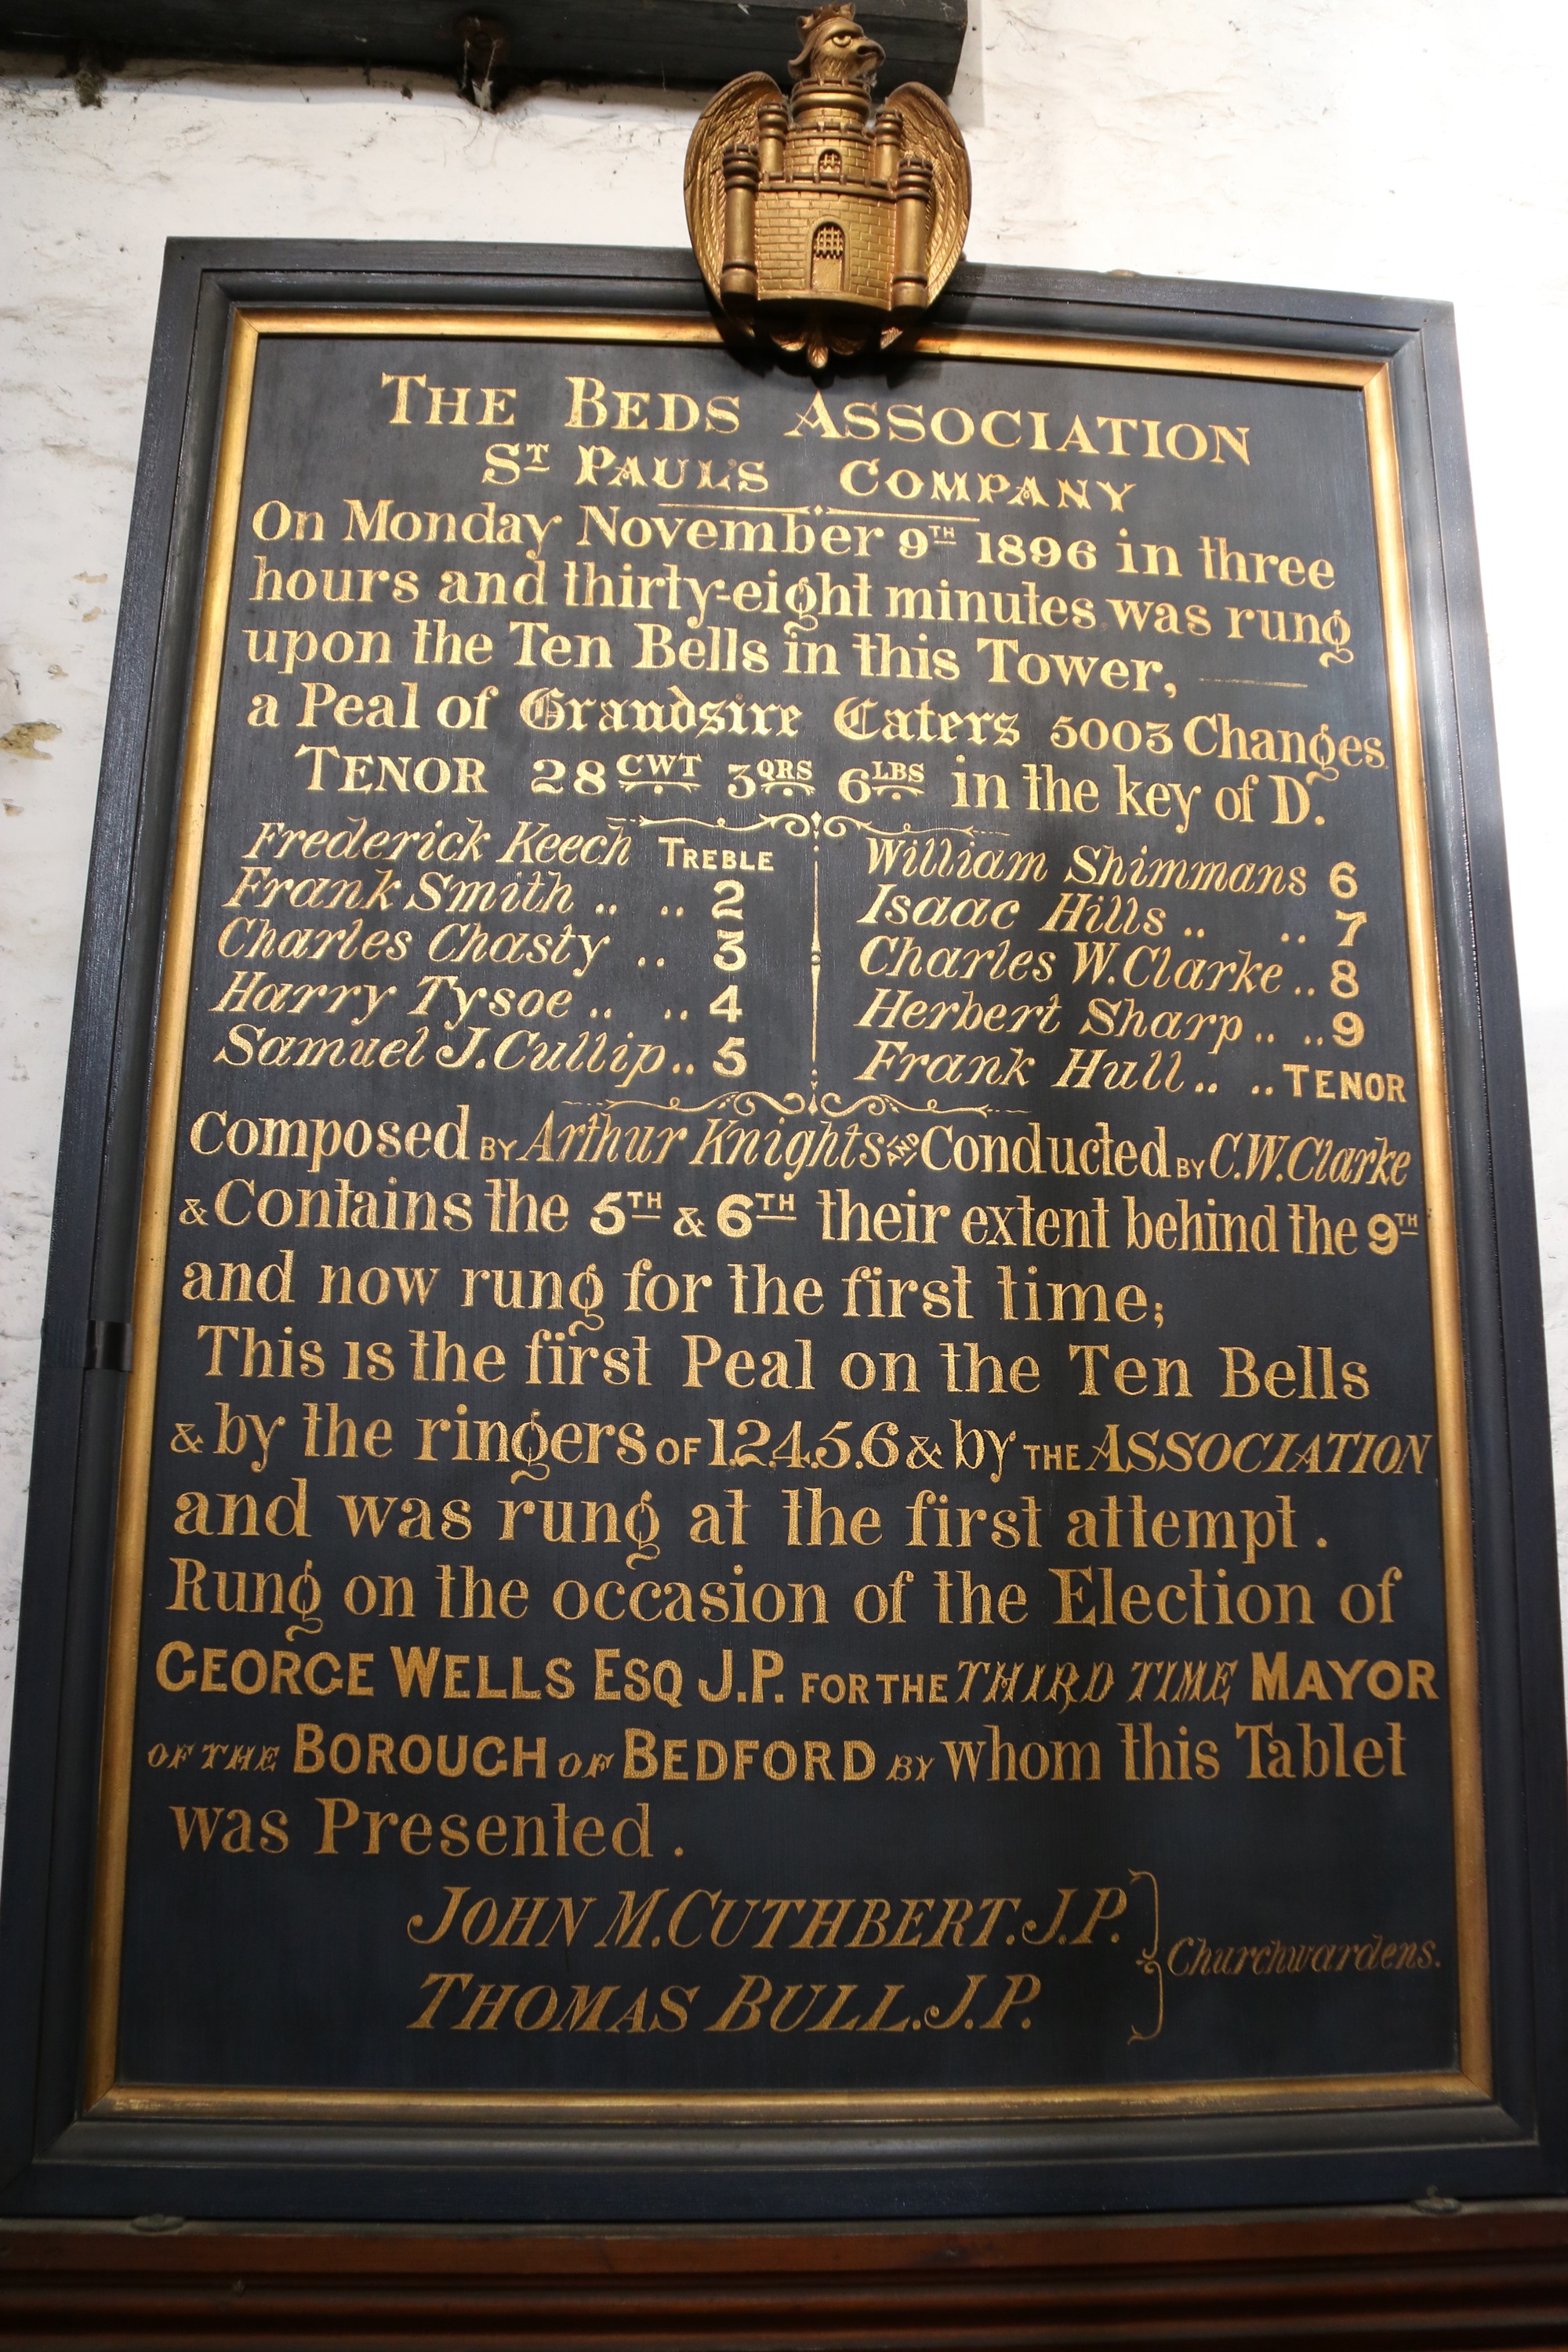 THE BEDS ASSOCIATION
ST PAUL'S COMPANY
On Monday November 9TH 1896 in three
hours and thirty-eight minutes was rung
upon the Ten Bells in this Tower,
a Peal of Grandsire Caters 5003 Changes
TENOR 28 CWT 3 QRS 6 LBS in the key of D.
Frederick Keech TREBLE
Frank Smith .. .. 2
Charles Chasty .. 3
Harry Tysoe .. .. 4
Samuel J. Cullip .. 5
William Shimmans 6
Isaac Hills .. .. 7
Charles W. Clarke .. 8
Herbert Sharp .. .. 9
Frank Hull .. .. TENOR
Composed BY Arthur Knights AND Conducted BY C.W. Clarke
& Contains the 5TH & 6TH their extent behind the 9TH
and now rung for the first time;
This is the first Peal on the Ten Bells
& by the ringers OF 1.2.4.5.6 & by THE ASSOCIATION
and was rung at the first attempt.
Rung on the occasion of the Election of
GEORGE WELLS ESQ J.P. FOR THE THIRD TIME MAYOR
OF THE BOROUGH OF BEDFORD BY whom this Tablet
was Presented.
JOHN M. CUTHBERT. J.P.
THOMAS BULL. J.P.
Churchwardens.